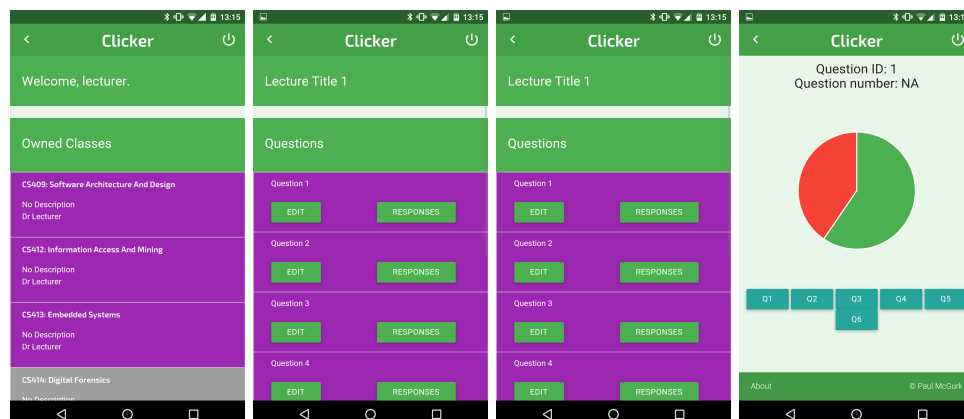 13:15
Clicker
Welcome, lecturer.
Owned Classes
CS409: Software Architecture And Design
No Description
Dr Lecturer
CS412: Information Access And Mining
No Description
Dr Lecturer
CS413: Embedded Systems
No Description
Dr Lecturer
CS414: Digital Forensics
No Description
13:15
Clicker
Lecture Title 1
Questions
Question 1
EDIT RESPONSES
Question 2
EDIT RESPONSES
Question 3
EDIT RESPONSES
Question 4
EDIT RESPONSES
13:15
Clicker
Lecture Title 1
Questions
Question 1
EDIT RESPONSES
Question 2
EDIT RESPONSES
Question 3
EDIT RESPONSES
Question 4
EDIT RESPONSES
13:1
Clicker
Question ID: 1
Question number: NA
Q1 Q2 Q3 Q4 Q5
Q6
About © Paul McGurk